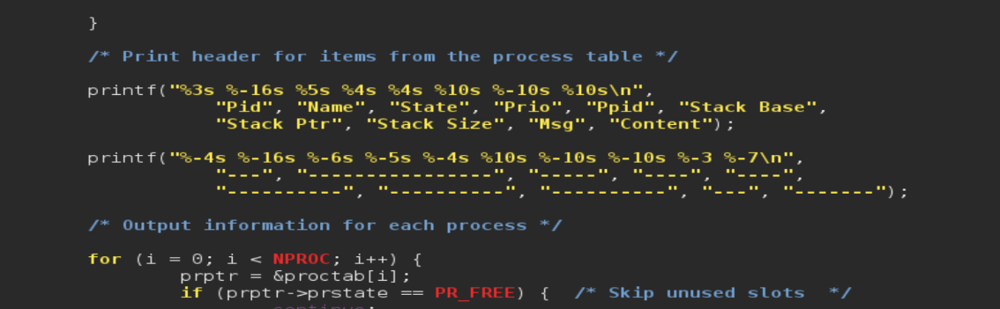 }
/* Print header for items from the process table */
printf("%3s %-16s %5s %4s %4s %10s %-10s %10s\n",
"Pid", "Name", "State", "Prio", "Ppid", "Stack Base",
"Stack Ptr", "Stack Size", "Msg", "Content");
printf("%-4s %-16s %-6s %-5s %-4s %10s %-10s %-10s %-3 %-7\n",
"---", "----------------", "-----", "----", "----",
"----------", "----------", "----------", "---", "-------");
/* Output information for each process */
for (i = 0; i < NPROC; i++) {
prptr = &proctab[i];
if (prptr->prstate == PR_FREE) {  /* Skip unused slots  */